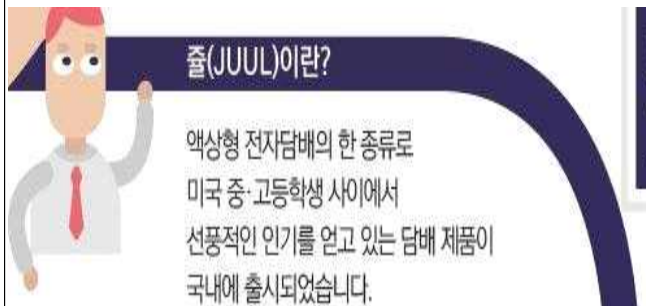 쥴(JUUL)이란?
액상형 전자담배의 한 종류로
미국 중·고등학생 사이에서
선풍적인 인기를 얻고 있는 담배 제품이
국내에 출시되었습니다.